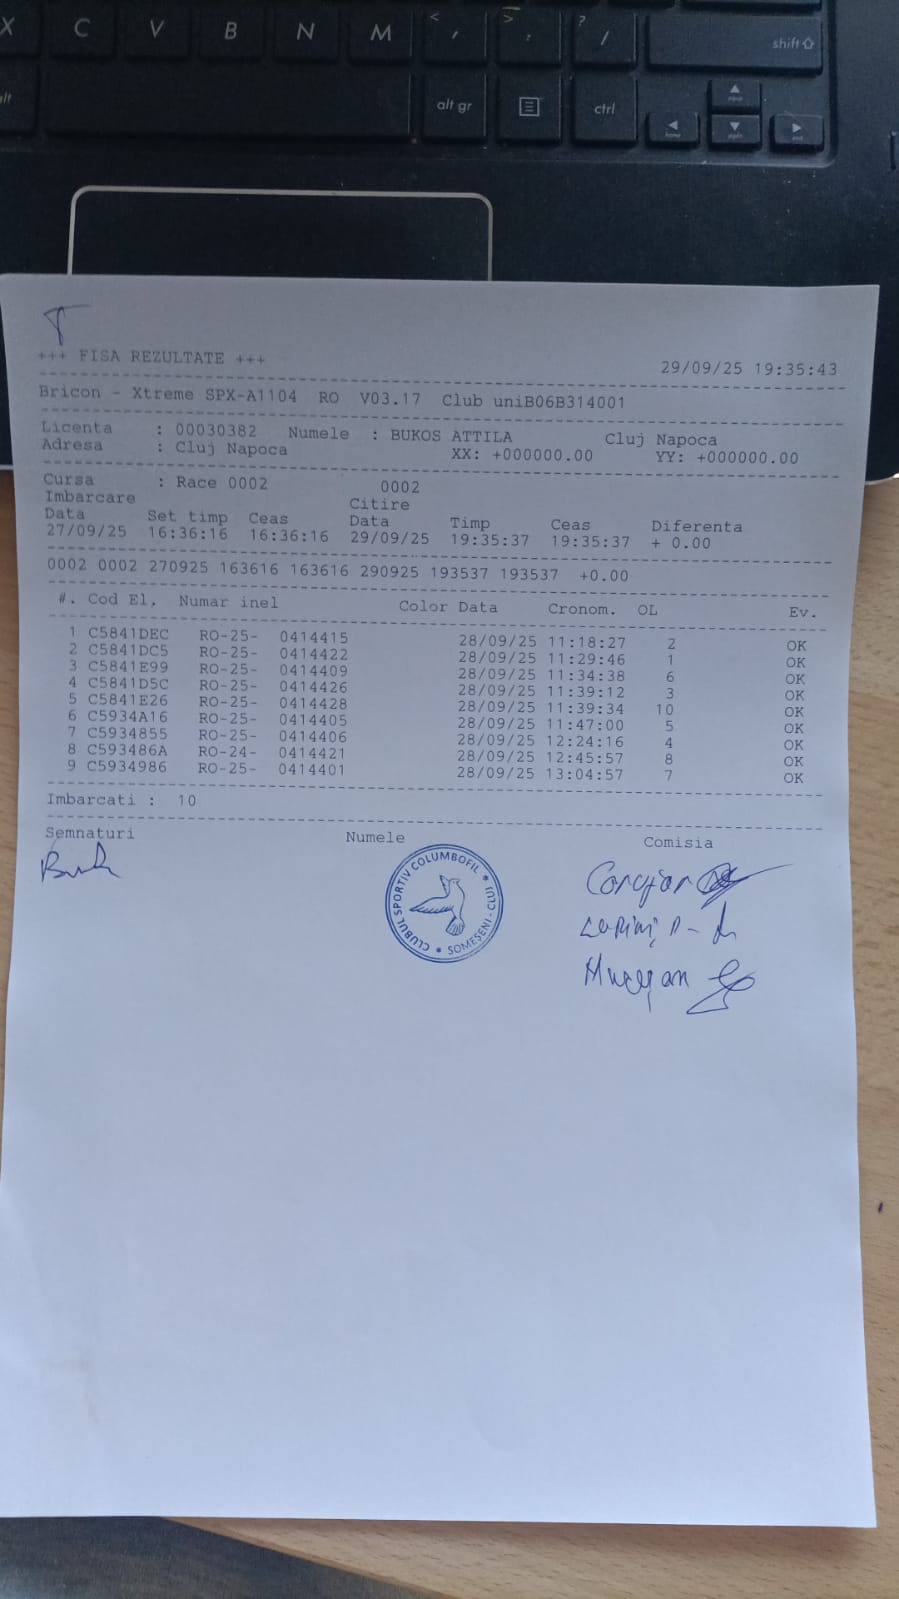 X C V B N M < , > . ? / shift
alt alt gr ctrl
+++ FISA REZULTATE +++ 29/09/25 19:35:43
Bricon - Xtreme SPX-A1104 RO V03.17 Club uniB06B314001
Licenta : 00030382 Numele : BUKOS ATTILA Cluj Napoca
Adresa : Cluj Napoca XX: +000000.00 YY: +000000.00
Cursa : Race 0002 0002
Imbarcare Citire
Data Set timp Ceas Data Timp Ceas Diferenta
27/09/25 16:36:16 16:36:16 29/09/25 19:35:37 19:35:37 + 0.00
0002 0002 270925 163616 163616 290925 193537 193537 +0.00
#. Cod El. Numar inel Color Data Cronom. OL Ev.
1 C5841DEC RO-25- 0414415 28/09/25 11:18:27 2 OK
2 C5841DC5 RO-25- 0414422 28/09/25 11:29:46 1 OK
3 C5841E99 RO-25- 0414409 28/09/25 11:34:38 6 OK
4 C5841D5C RO-25- 0414426 28/09/25 11:39:12 3 OK
5 C5841E26 RO-25- 0414428 28/09/25 11:39:34 10 OK
6 C5934A16 RO-25- 0414405 28/09/25 11:47:00 5 OK
7 C5934855 RO-25- 0414406 28/09/25 12:24:16 4 OK
8 C593486A RO-24- 0414421 28/09/25 12:45:57 8 OK
9 C5934986 RO-25- 0414401 28/09/25 13:04:57 7 OK
Imbarcati : 10
Semnaturi Numele Comisia
CLUBUL SPORTIV COLUMBOFIL * SOMEȘENI - CLUJ *